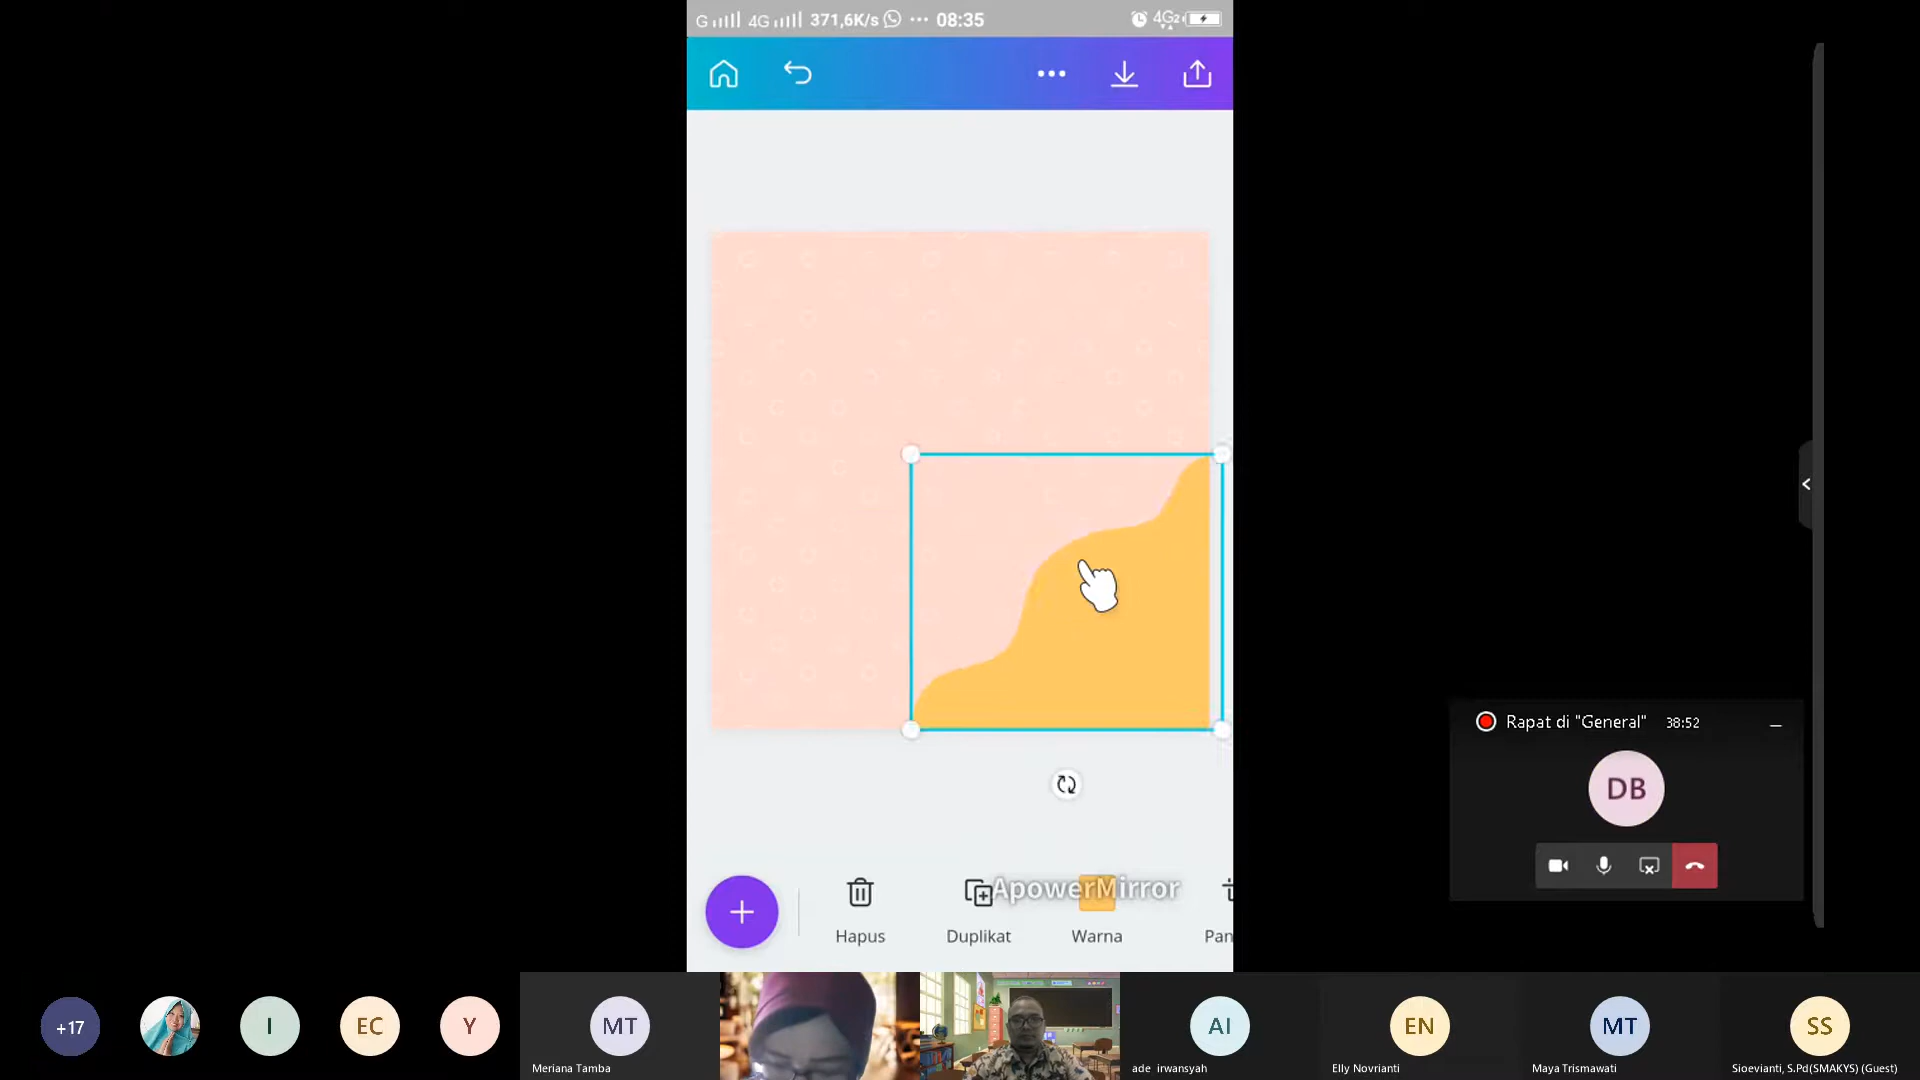 G 4G 371,6K/s ... 08:35 4G2
Hapus
Duplikat
Warna
Pan
ApowerMirror
Rapat di "General" 38:52
DB
+17
I
EC
Y
MT
Meriana Tamba
AI
ade irwansyah
EN
Elly Novrianti
MT
Maya Trismawati
SS
Sioevianti, S.Pd(SMAKYS) (Guest)